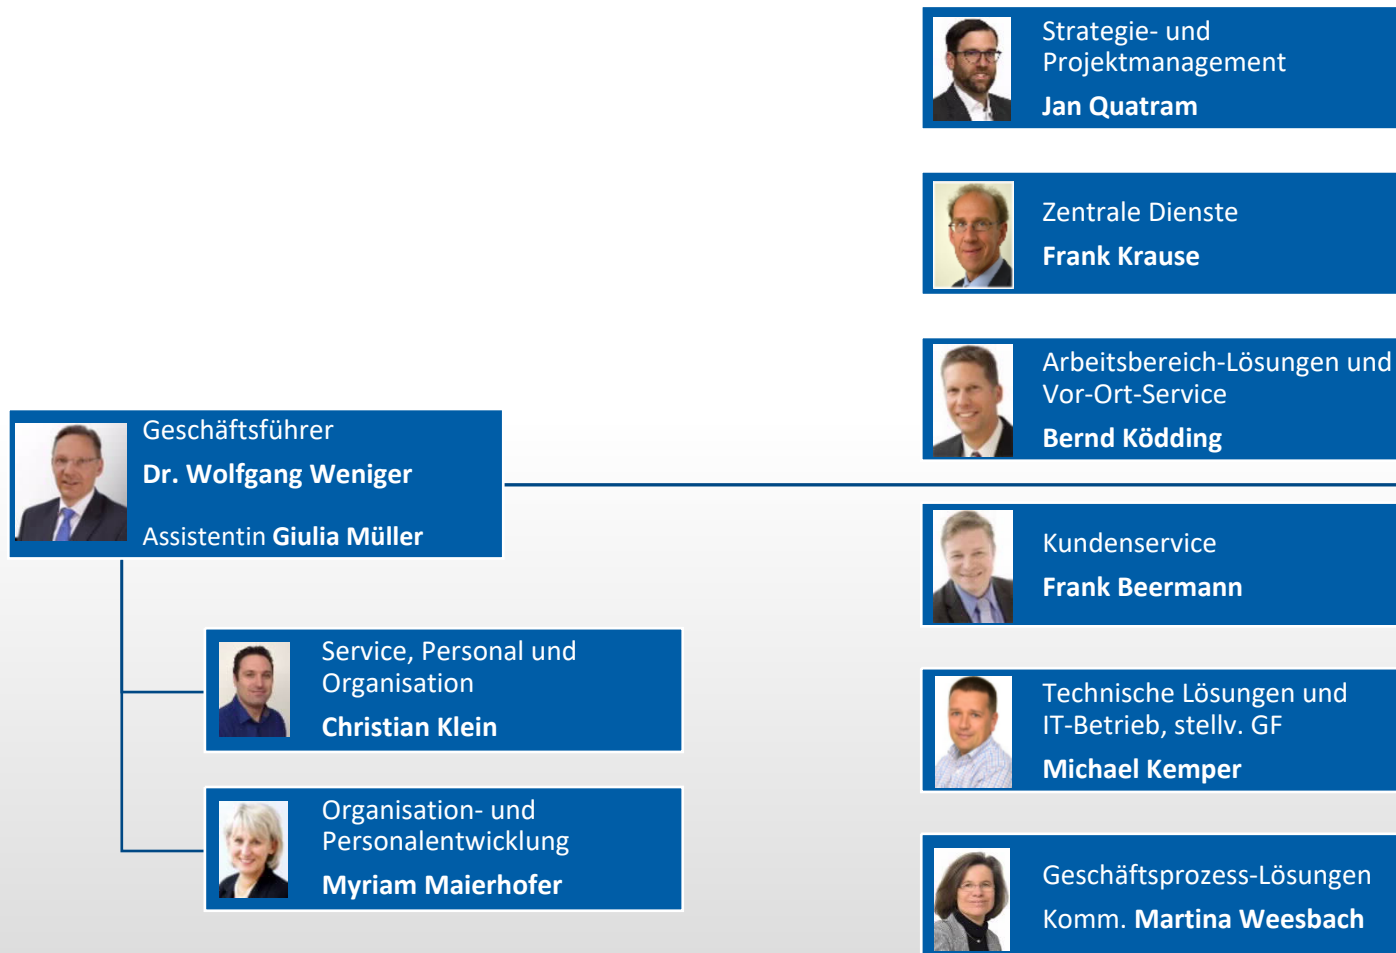 Strategie- und
Projektmanagement
Jan Quatram
Zentrale Dienste
Frank Krause
Arbeitsbereich-Lösungen und
Vor-Ort-Service
Bernd Ködding
Geschäftsführer
Dr. Wolfgang Weniger
Assistentin Giulia Müller
Kundenservice
Frank Beermann
Service, Personal und
Organisation
Christian Klein
Technische Lösungen und
IT-Betrieb, stellv. GF
Michael Kemper
Organisation- und
Personalentwicklung
Myriam Maierhofer
Geschäftsprozess-Lösungen
Komm. Martina Weesbach